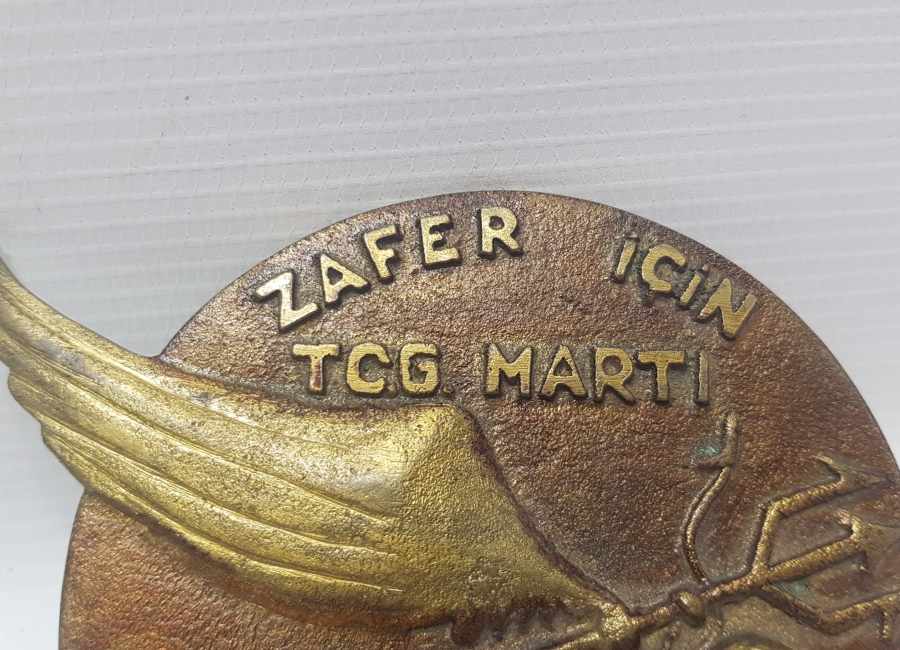 ZAFER İÇİN
TCG. MARTI